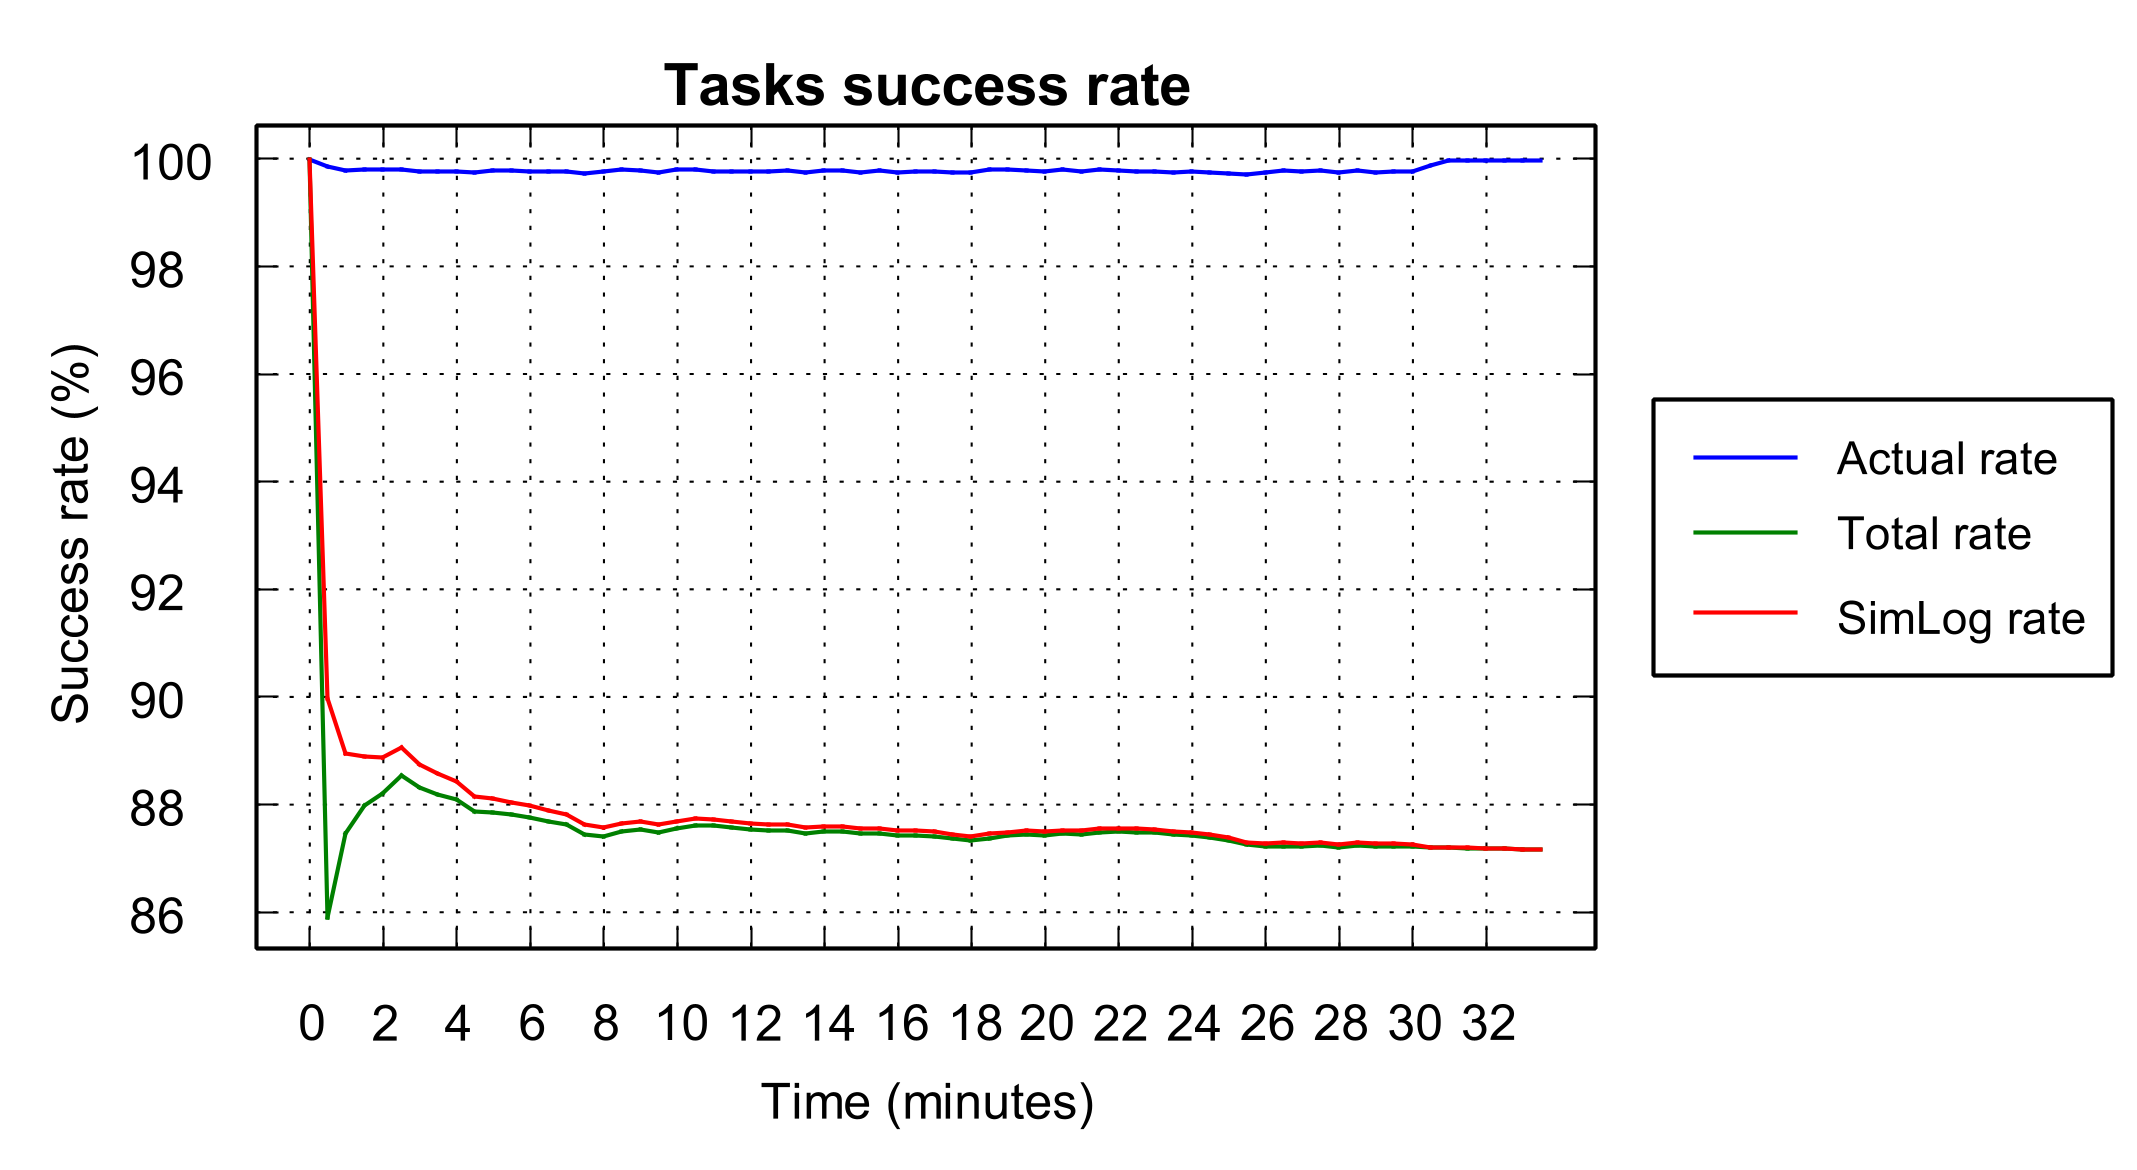 Tasks success rate
100
98
96
94
92
90
88
86
Success rate (%)
0 2 4 6 8 10 12 14 16 18 20 22 24 26 28 30 32
Time (minutes)
Actual rate
Total rate
SimLog rate